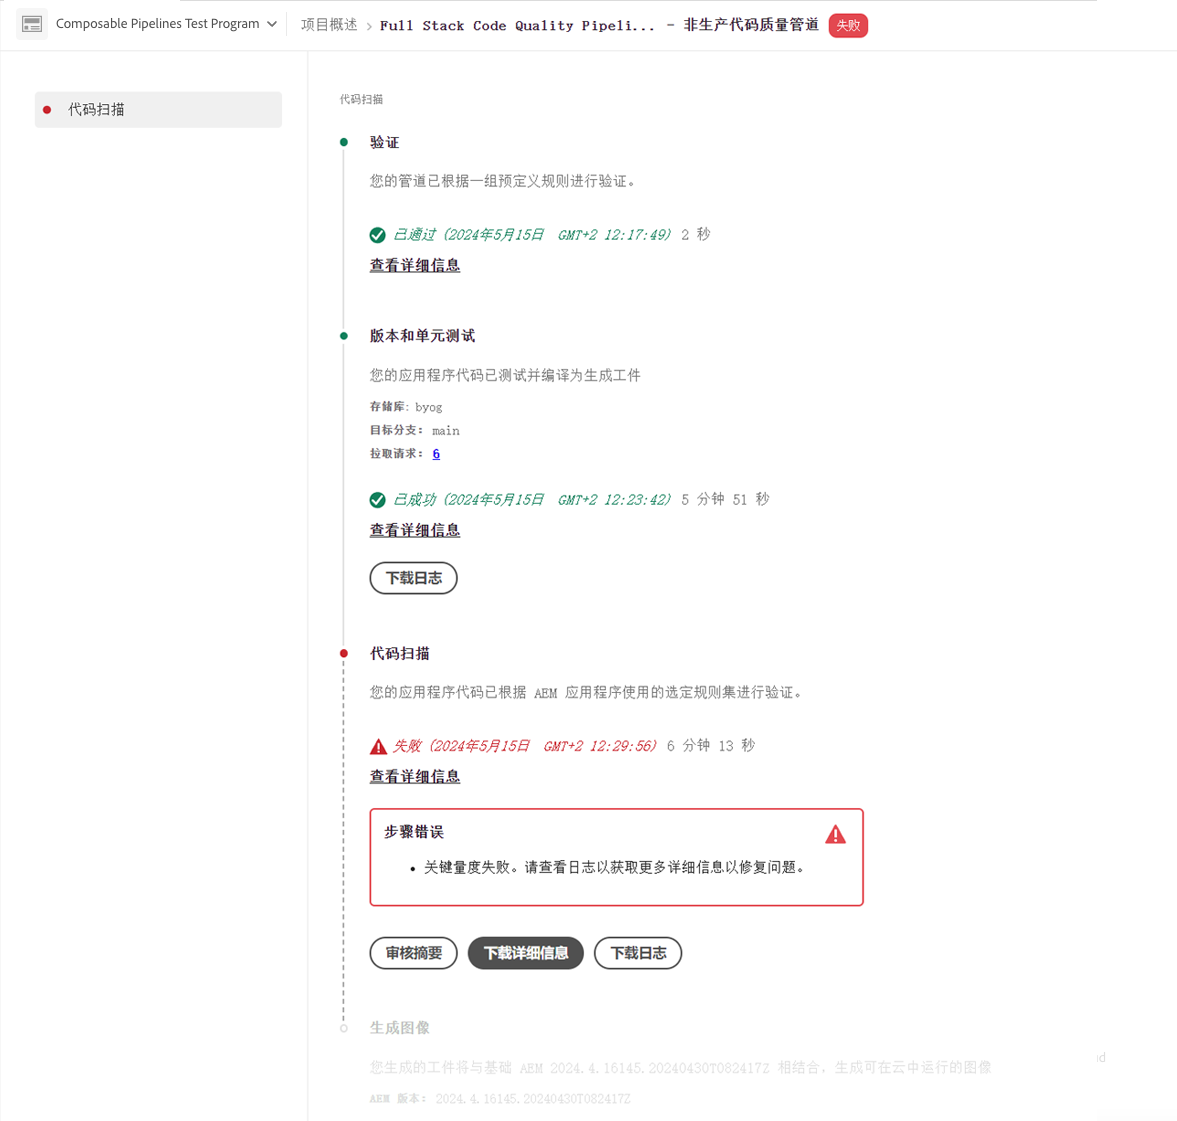 Composable Pipelines Test Program
项目概述 > Full Stack Code Quality Pipeli... - 非生产代码质量管道 失败
代码扫描
代码扫描
验证
您的管道已根据一组预定义规则进行验证。
已通过 (2024年5月15日 GMT+2 12:17:49) 2 秒
查看详细信息
版本和单元测试
您的应用程序代码已测试并编译为生成工件
存储库: byog
目标分支: main
拉取请求: 6
已成功 (2024年5月15日 GMT+2 12:23:42) 5 分钟 51 秒
查看详细信息
下载日志
代码扫描
您的应用程序代码已根据 AEM 应用程序使用的选定规则集进行验证。
失败 (2024年5月15日 GMT+2 12:29:56) 6 分钟 13 秒
查看详细信息
步骤错误
• 关键量度失败。请查看日志以获取更多详细信息以修复问题。
审核摘要 下载详细信息 下载日志
生成图像
您生成的工件将与基础 AEM 2024.4.16145.20240430T082417Z 相结合，生成可在云中运行的图像
AEM 版本: 2024.4.16145.20240430T082417Z